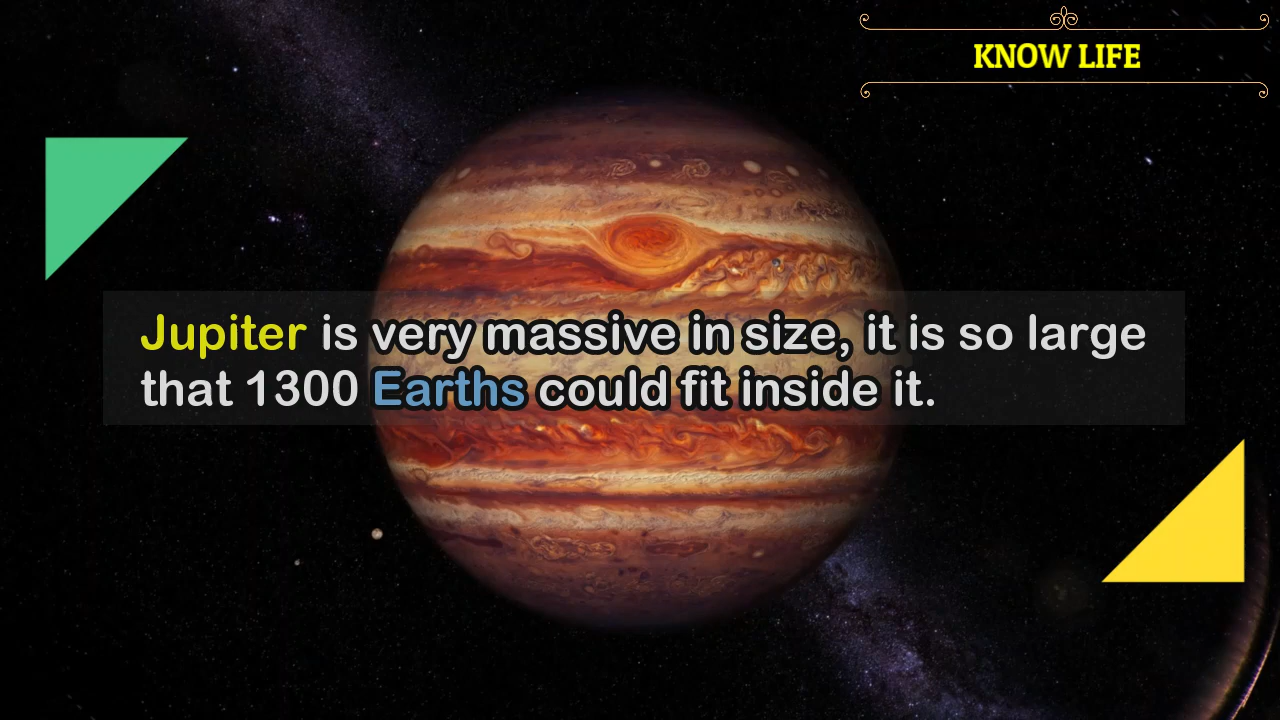 KNOW LIFE
Jupiter is very massive in size, it is so large
that 1300 Earths could fit inside it.